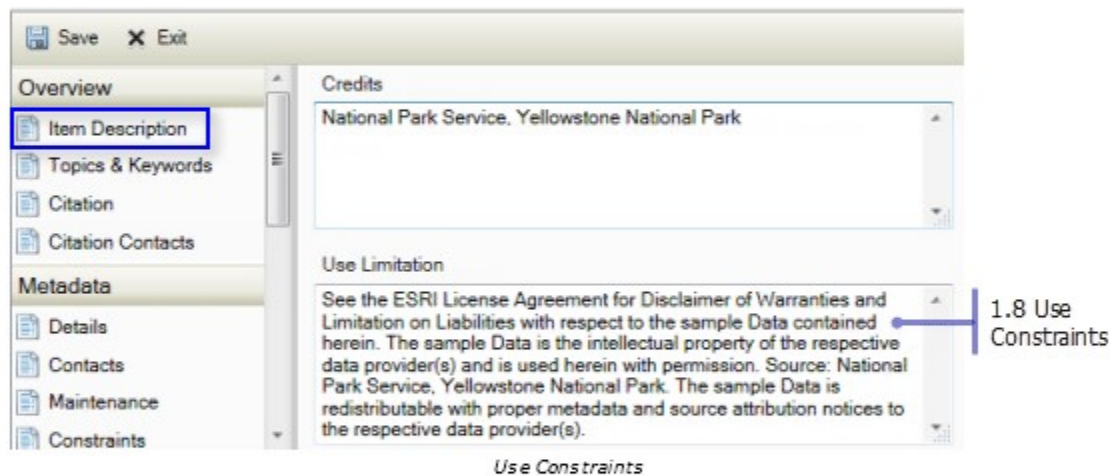 Save Exit
Overview
Item Description
Topics & Keywords
Citation
Citation Contacts
Metadata
Details
Contacts
Maintenance
Constraints
Credits
National Park Service, Yellowstone National Park
Use Limitation
See the ESRI License Agreement for Disclaimer of Warranties and
Limitation on Liabilities with respect to the sample Data contained
herein. The sample Data is the intellectual property of the respective
data provider(s) and is used herein with permission. Source: National
Park Service, Yellowstone National Park. The sample Data is
redistributable with proper metadata and source attribution notices to
the respective data provider(s).
1.8 Use
Constraints
Use Constraints